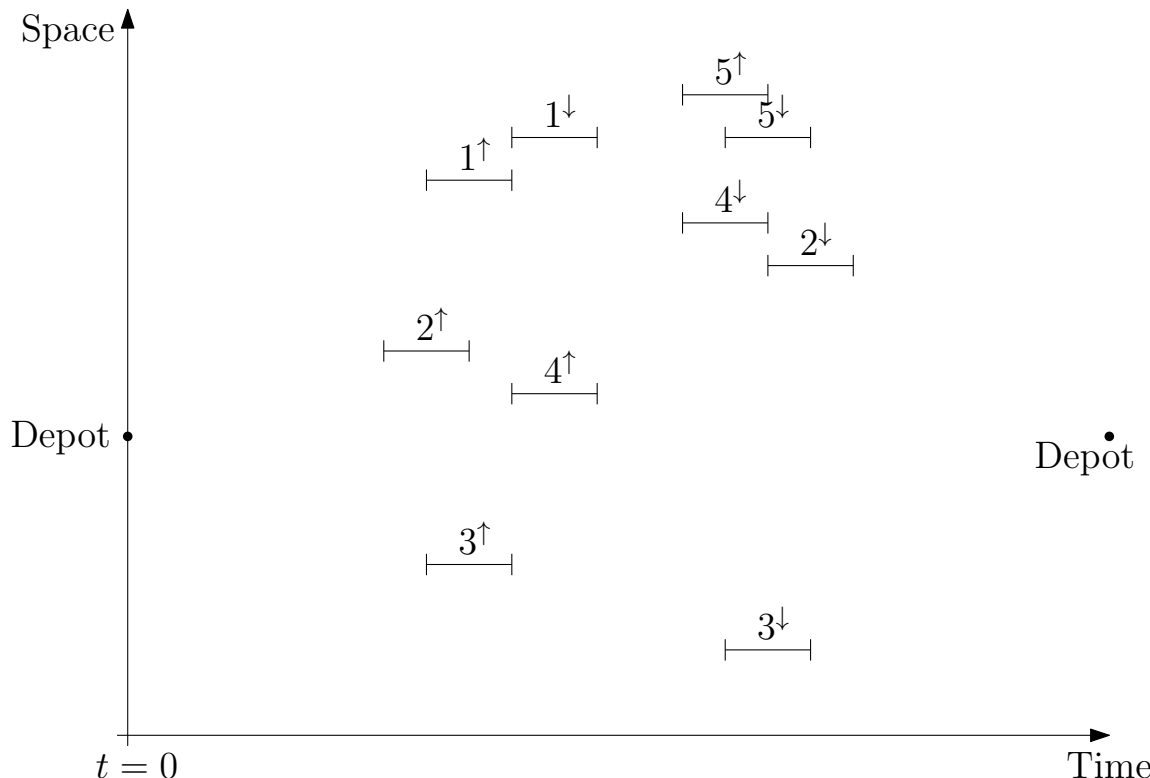 Space
5↑
1↓
5↓
1↑
4↓
2↓
2↑
4↑
Depot
Depot
3↑
3↓
t = 0
Time